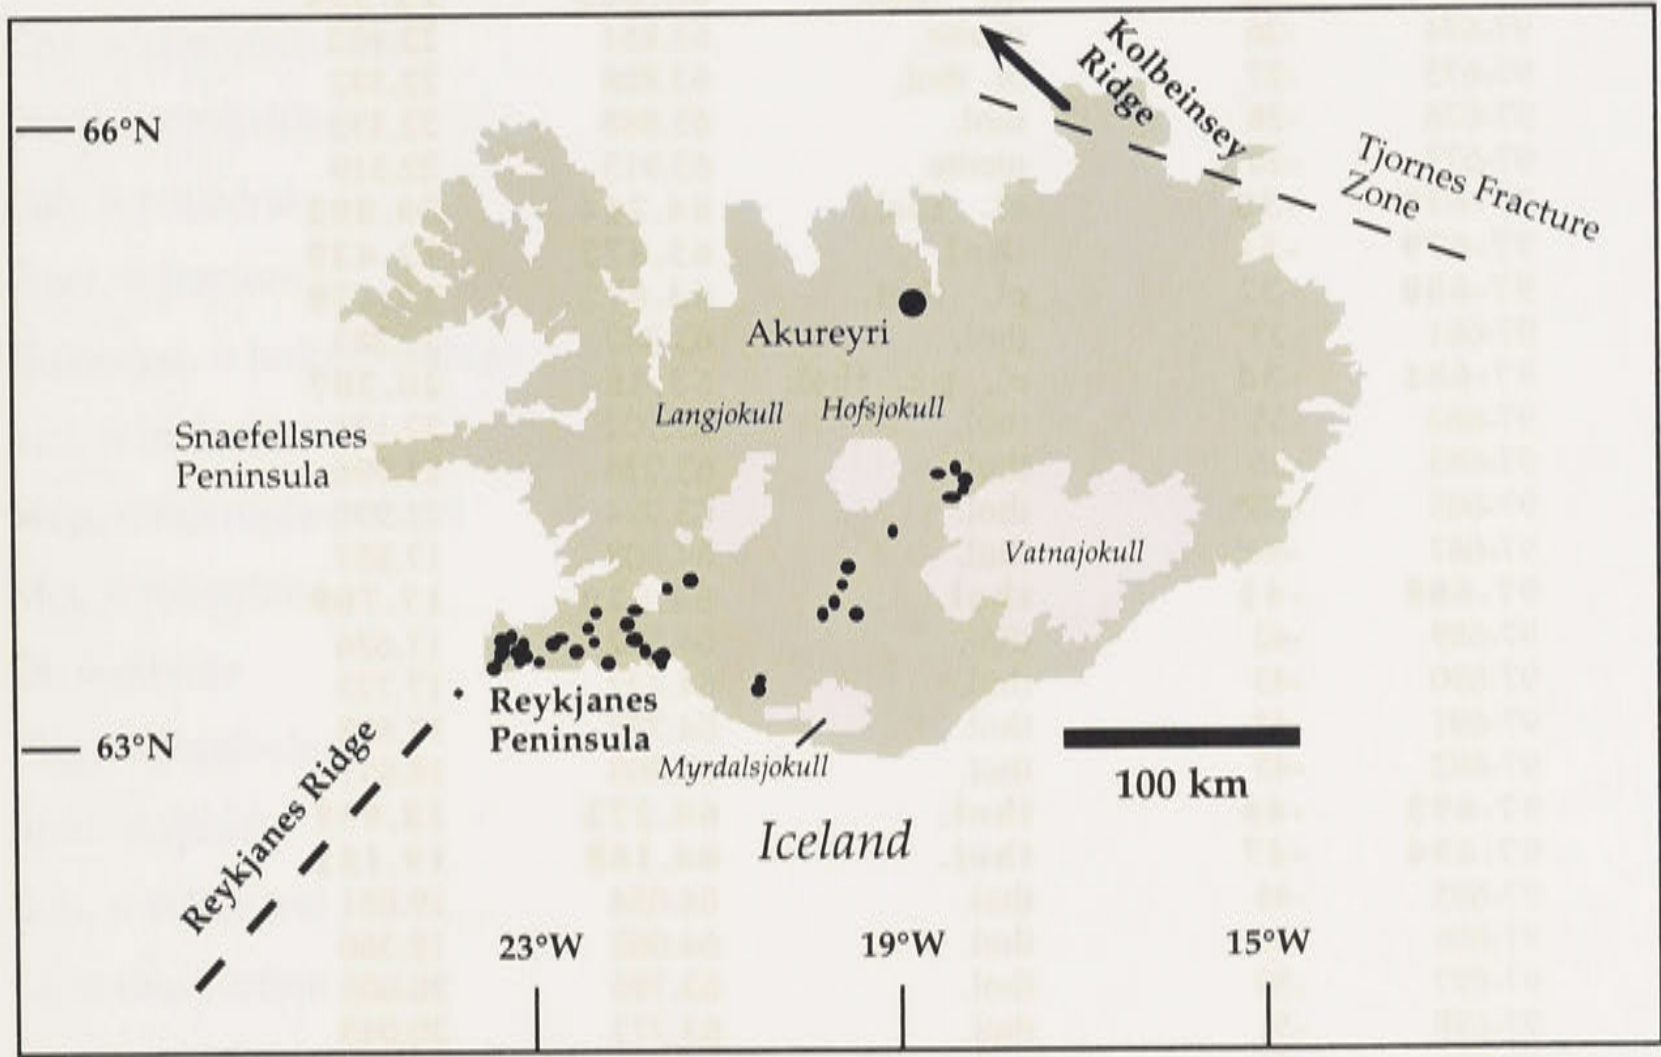 Kolbeinsey
Ridge
66°N
Tjornes Fracture
Zone
Akureyri
Langjokull
Hofsjokull
Snaefellsnes
Peninsula
Vatnajokull
Reykjanes
Peninsula
63°N
Reykjanes Ridge
Myrdalsjokull
100 km
Iceland
23°W
19°W
15°W